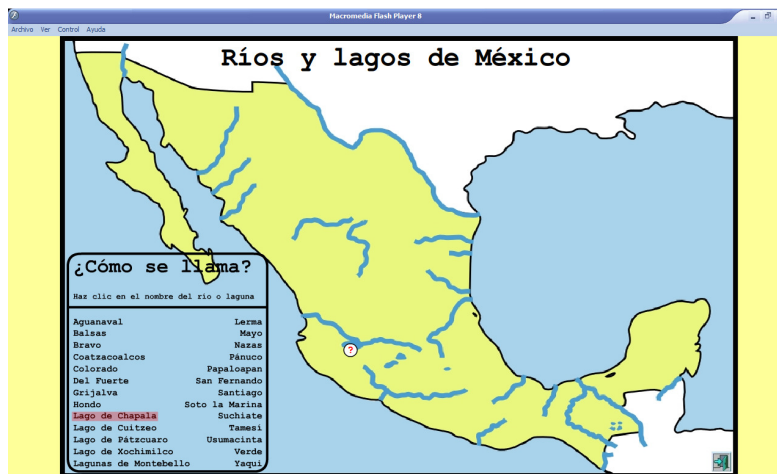 Macromedia Flash Player 8
Archivo Ver Control Ayuda
Ríos y lagos de México
¿Cómo se llama?
Haz clic en el nombre del río o laguna
Aguanaval Lerma
Balsas Mayo
Bravo Nazas
Coatzacoalcos Pánuco
Colorado Papaloapan
Del Fuerte San Fernando
Grijalva Santiago
Hondo Soto la Marina
Lago de Chapala Suchiate
Lago de Cuitzeo Tamesi
Lago de Pátzcuaro Usumacinta
Lago de Xochimilco Verde
Lagunas de Montebello Yaqui
?